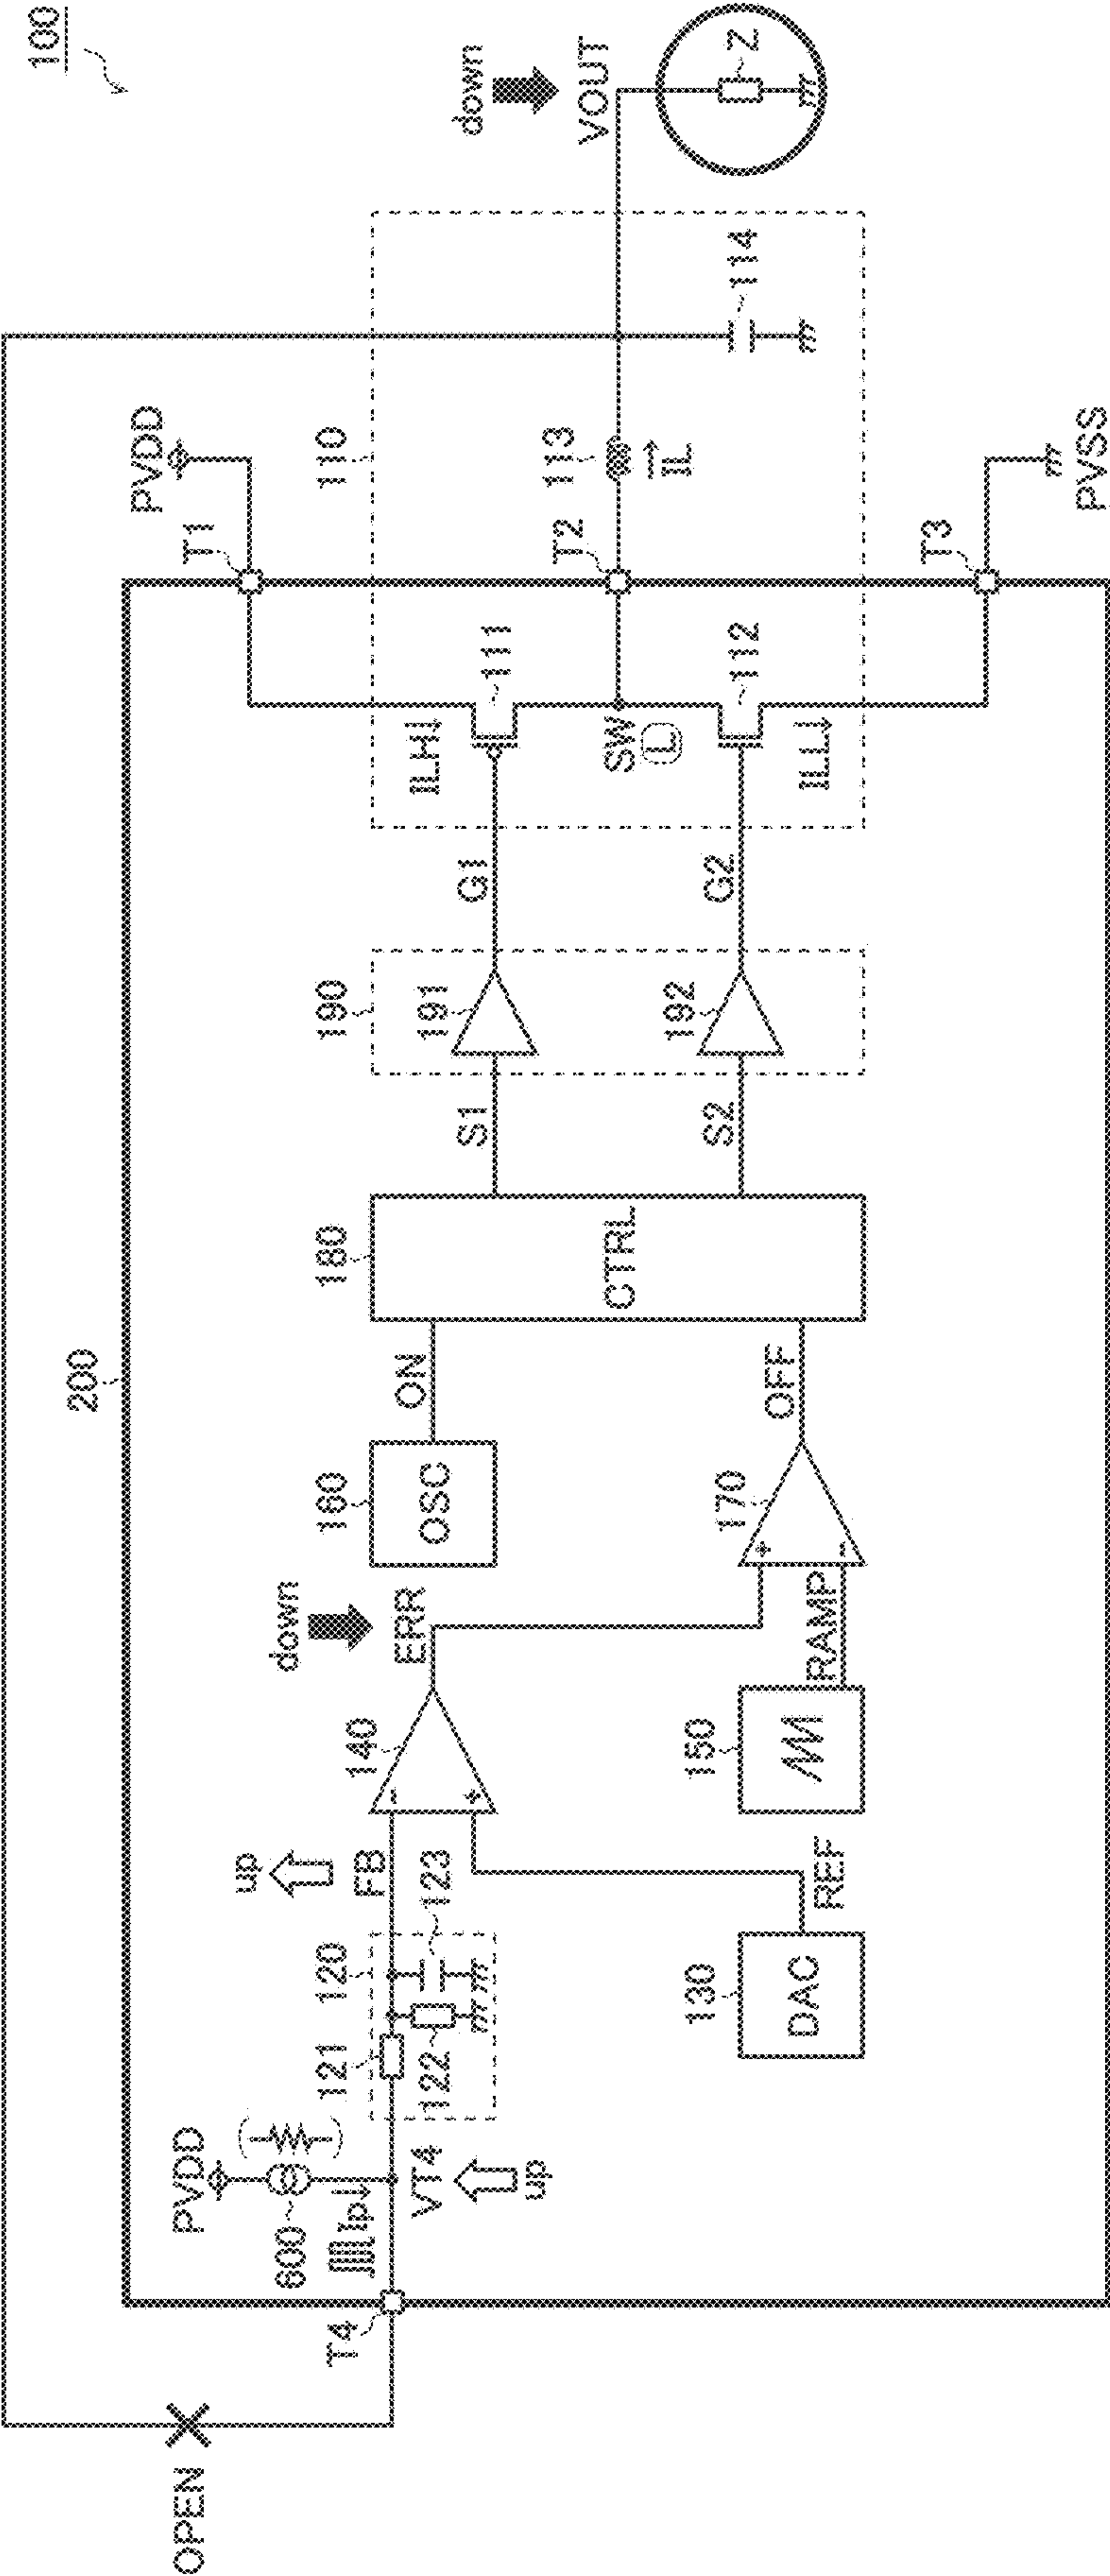 100
200
OPEN
T4
PVDD
600
Ip
VT4
up
120
121
122
123
FB
up
130
DAC
REF
140
-
+
ERR
down
150
RAMP
160
OSC
ON
170
+
-
OFF
180
CTRL
S1
S2
190
191
192
G1
G2
110
ILH
111
SW
L
112
ILL
T1
PVDD
T2
113
IL
T3
PVSS
114
down
VOUT
Z